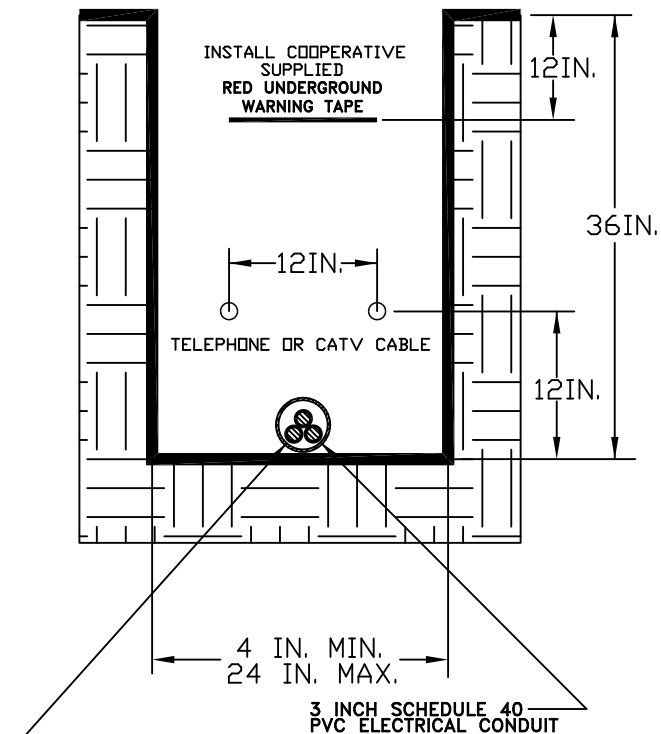 INSTALL COOPERATIVE
SUPPLIED
RED UNDERGROUND
WARNING TAPE
12IN.
36IN.
12IN.
TELEPHONE OR CATV CABLE
12IN.
4 IN. MIN.
24 IN. MAX.
3 INCH SCHEDULE 40
PVC ELECTRICAL CONDUIT